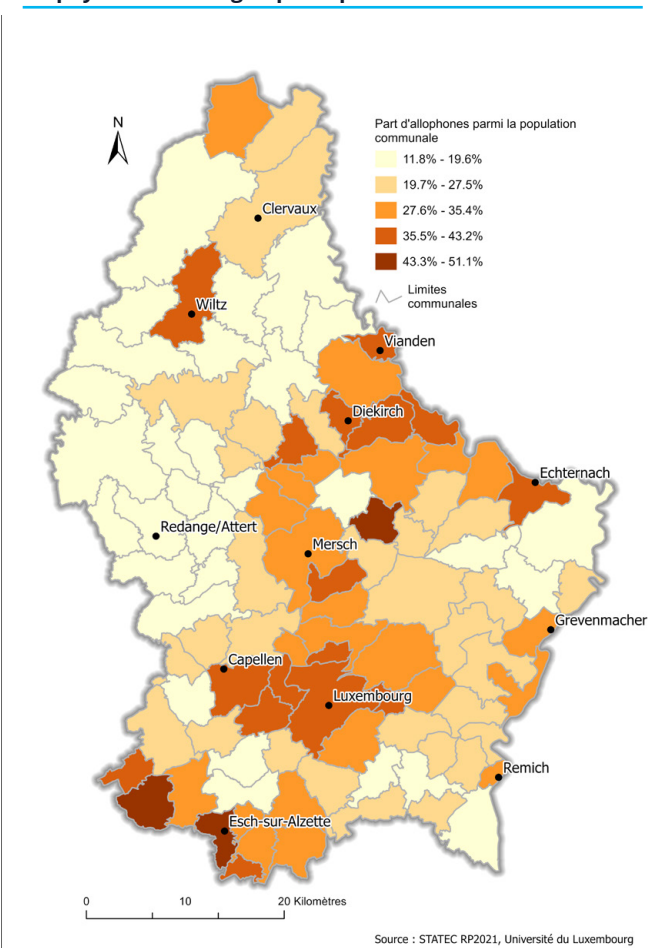 N
Part d'allophones parmi la population
communale
11.8% - 19.6%
19.7% - 27.5%
27.6% - 35.4%
35.5% - 43.2%
43.3% - 51.1%
Limites
communales
Clervaux
Wiltz
Vianden
Diekirch
Echternach
Redange/Attert
Mersch
Grevenmacher
Capellen
Luxembourg
Remich
Esch-sur-Alzette
0 10 20 Kilomètres
Source : STATEC RP2021, Université du Luxembourg